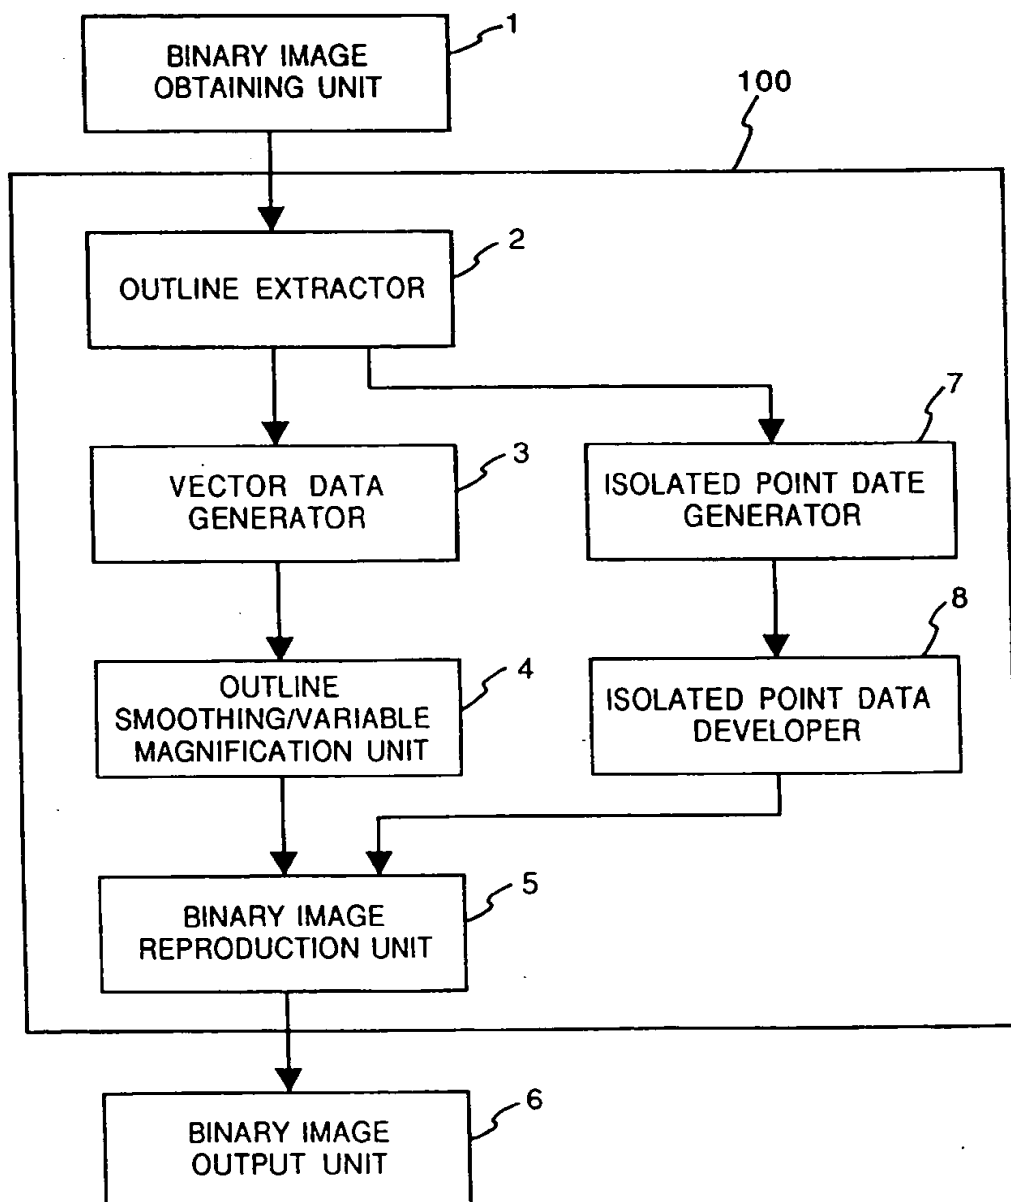 1
BINARY IMAGE
OBTAINING UNIT
100
2
OUTLINE EXTRACTOR
7
3
VECTOR DATA
GENERATOR
ISOLATED POINT DATE
GENERATOR
8
4
OUTLINE
SMOOTHING/VARIABLE
MAGNIFICATION UNIT
ISOLATED POINT DATA
DEVELOPER
5
BINARY IMAGE
REPRODUCTION UNIT
6
BINARY IMAGE
OUTPUT UNIT